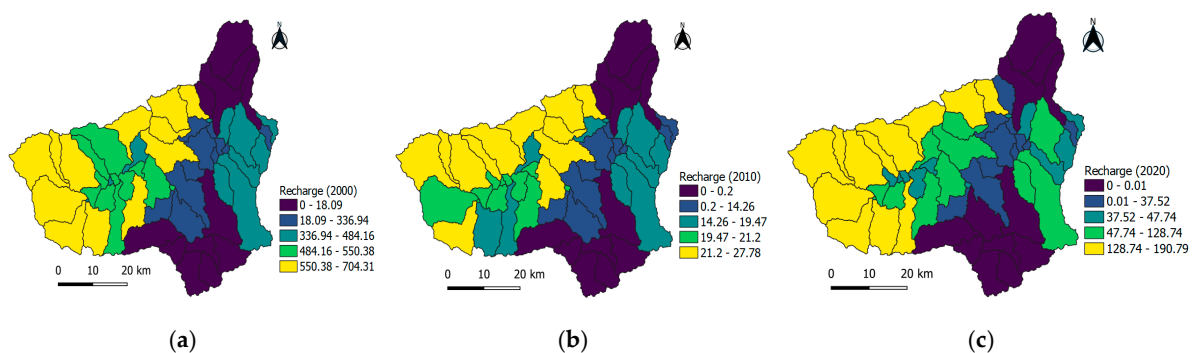 N
Recharge (2000)
0 - 18.09
18.09 - 336.94
336.94 - 484.16
484.16 - 550.38
550.38 - 704.31
0 10 20 km
(a)
N
Recharge (2010)
0 - 0.2
0.2 - 14.26
14.26 - 19.47
19.47 - 21.2
21.2 - 27.78
0 10 20 km
(b)
N
Recharge (2020)
0 - 0.01
0.01 - 37.52
37.52 - 47.74
47.74 - 128.74
128.74 - 190.79
0 10 20 km
(c)